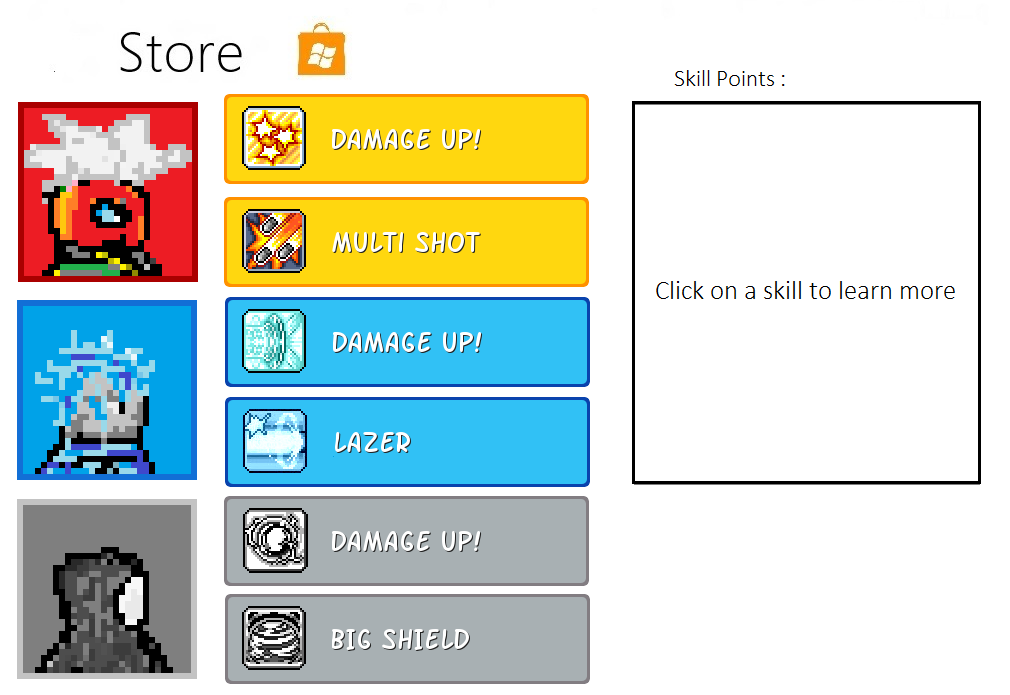 Store
Skill Points :
DAMAGE UP!
MULTI SHOT
DAMAGE UP!
LAZER
DAMAGE UP!
BIG SHIELD
Click on a skill to learn more